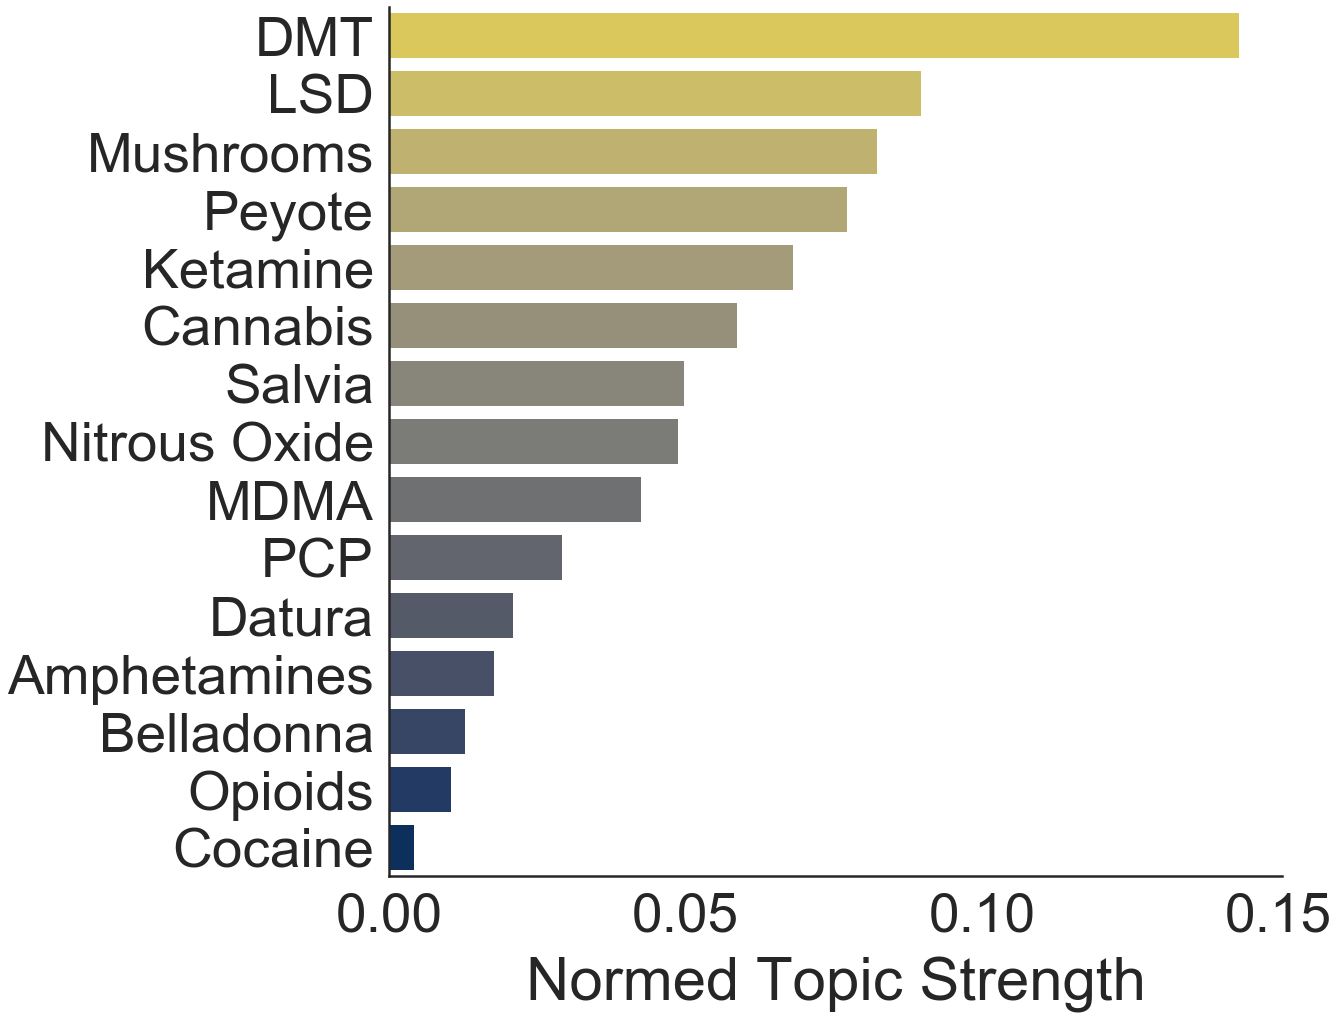 DMT
LSD
Mushrooms
Peyote
Ketamine
Cannabis
Salvia
Nitrous Oxide
MDMA
PCP
Datura
Amphetamines
Belladonna
Opioids
Cocaine
0.00 0.05 0.10 0.15
Normed Topic Strength